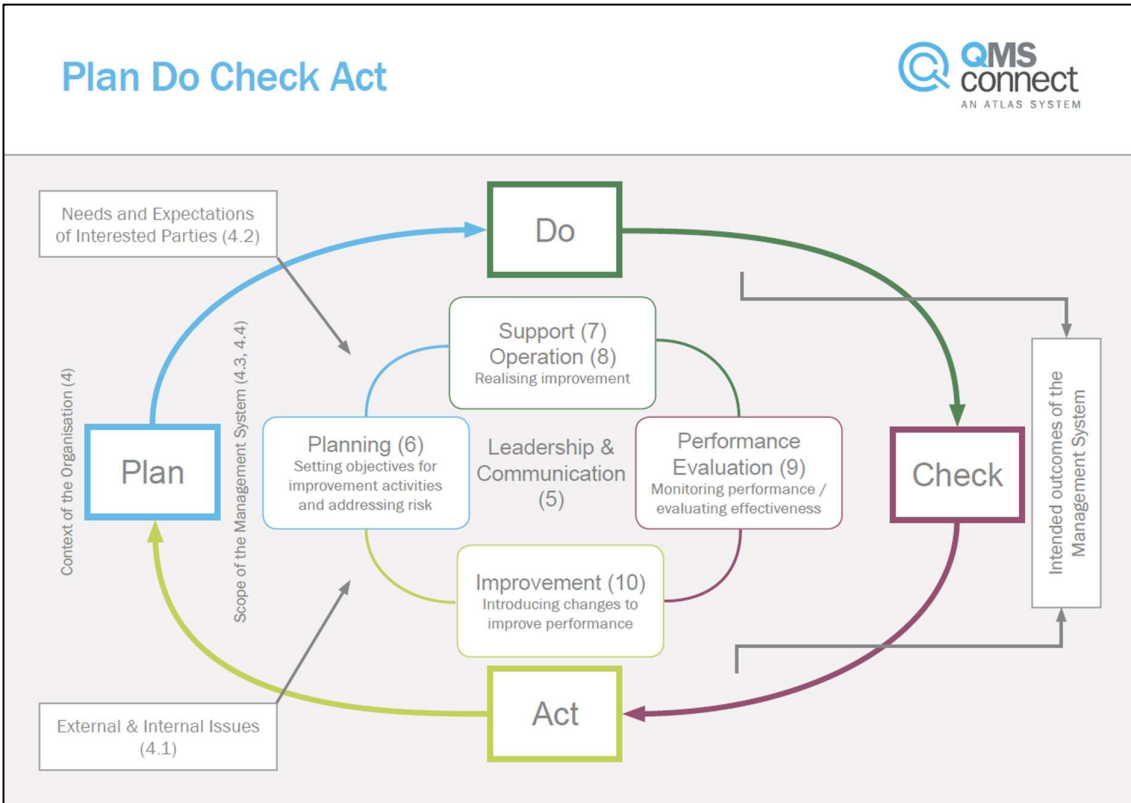 Plan Do Check Act
QMS
connect
AN ATLAS SYSTEM
Needs and Expectations
of Interested Parties (4.2)
Do
Support (7)
Operation (8)
Realising improvement
Context of the Organisation (4)
Plan
Scope of the Management System (4.3, 4.4)
Planning (6)
Setting objectives for
improvement activities
and addressing risk
Leadership &
Communication
(5)
Performance
Evaluation (9)
Monitoring performance /
evaluating effectiveness
Check
Intended outcomes of the
Management System
Improvement (10)
Introducing changes to
improve performance
Act
External & Internal Issues
(4.1)